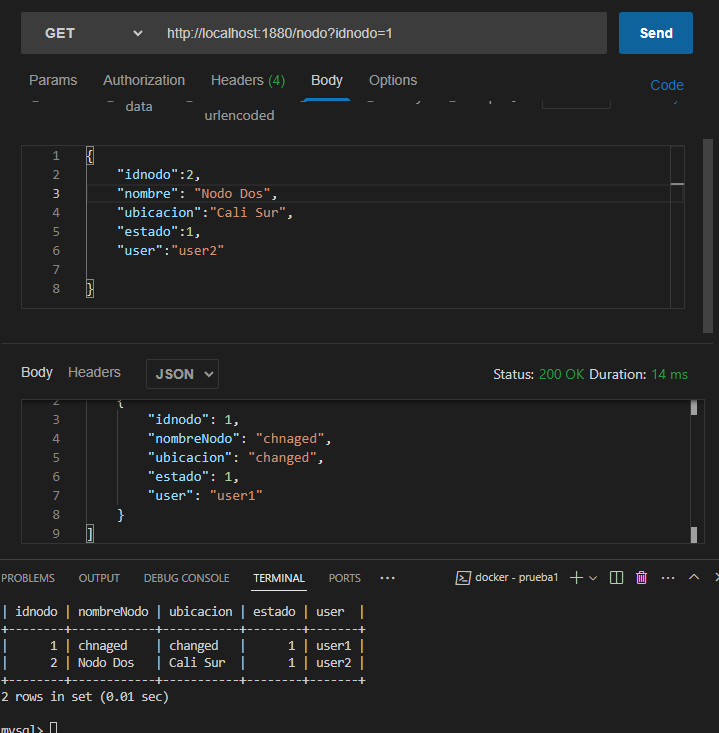 GET http://localhost:1880/nodo?idnodo=1 Send
Params Authorization Headers (4) Body Options Code
data
urlencoded
1 {
2 "idnodo":2,
3 "nombre": "Nodo Dos",
4 "ubicacion":"Cali Sur",
5 "estado":1,
6 "user":"user2"
7
8 }
Body Headers JSON Status: 200 OK Duration: 14 ms
2 {
3 "idnodo": 1,
4 "nombreNodo": "chnaged",
5 "ubicacion": "changed",
6 "estado": 1,
7 "user": "user1"
8 }
9 ]
PROBLEMS OUTPUT DEBUG CONSOLE TERMINAL PORTS ··· docker - prueba1
| idnodo | nombreNodo | ubicacion | estado | user |
+--------+------------+-----------+--------+-------+
| 1 | chnaged | changed | 1 | user1 |
| 2 | Nodo Dos | Cali Sur | 1 | user2 |
+--------+------------+-----------+--------+-------+
2 rows in set (0.01 sec)
mysql>